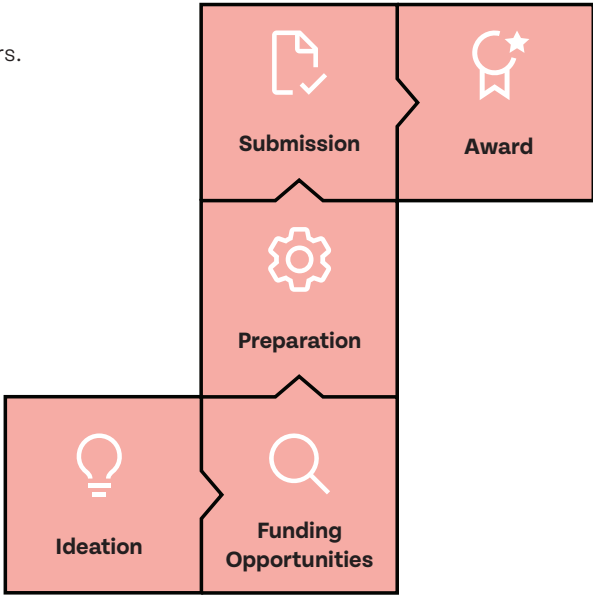 rs.
Submission
Award
Preparation
Ideation
Funding
Opportunities